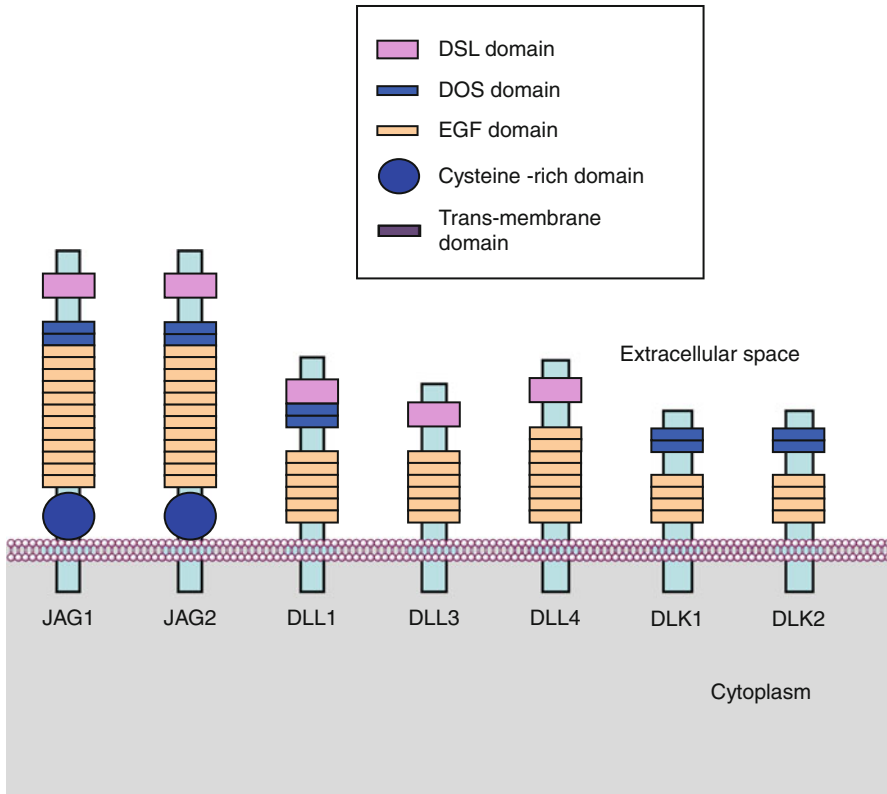 DSL domain
DOS domain
EGF domain
Cysteine -rich domain
Trans-membrane
domain
Extracellular space
JAG1 JAG2 DLL1 DLL3 DLL4 DLK1 DLK2
Cytoplasm